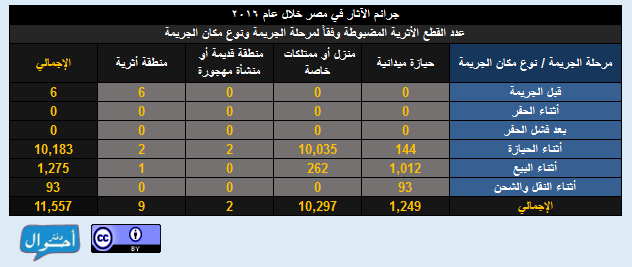 جرائم الآثار في مصر خلال عام ٢٠١٦
عدد القطع الأثرية المضبوطة وفقاً لمرحلة الجريمة ونوع مكان الجريمة
مرحلة الجريمة / نوع مكان الجريمة حيازة ميدانية منزل أو ممتلكات خاصة منطقة قديمة أو منشأة مهجورة منطقة أثرية الإجمالي
قبل الجريمة 0 0 0 6 6
أثناء الحفر 0 0 0 0 0
بعد فشل الحفر 0 0 0 0 0
أثناء الحيازة 144 10,035 2 2 10,183
أثناء البيع 1,012 262 0 1 1,275
أثناء النقل والشحن 93 0 0 0 93
الإجمالي 1,249 10,297 2 9 11,557
دفتر أحوال
cc BY